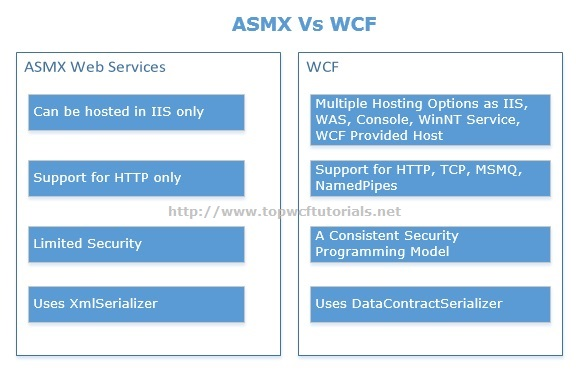 ASMX Vs WCF
ASMX Web Services
Can be hosted in IIS only
Support for HTTP only
Limited Security
Uses XmlSerializer
WCF
Multiple Hosting Options as IIS,
WAS, Console, WinNT Service,
WCF Provided Host
Support for HTTP, TCP, MSMQ,
NamedPipes
A Consistent Security
Programming Model
Uses DataContractSerializer
http://www.topwcftutorials.net